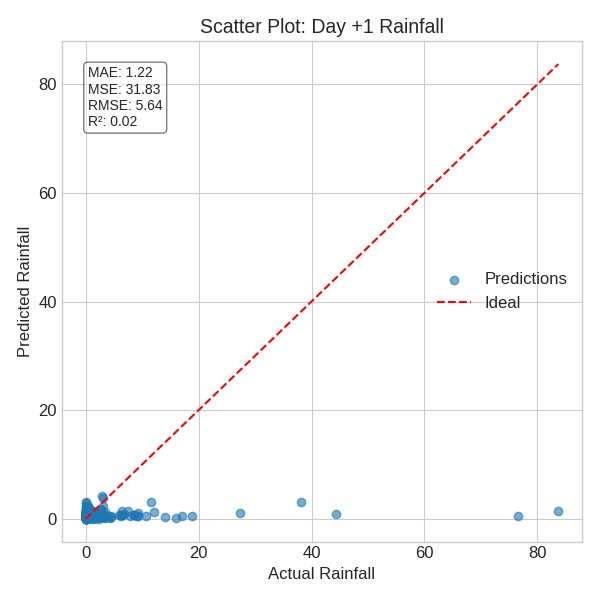 Scatter Plot: Day +1 Rainfall
MAE: 1.22
MSE: 31.83
RMSE: 5.64
R²: 0.02
80
60
40
20
0
Predicted Rainfall
Predictions
Ideal
0 20 40 60 80
Actual Rainfall